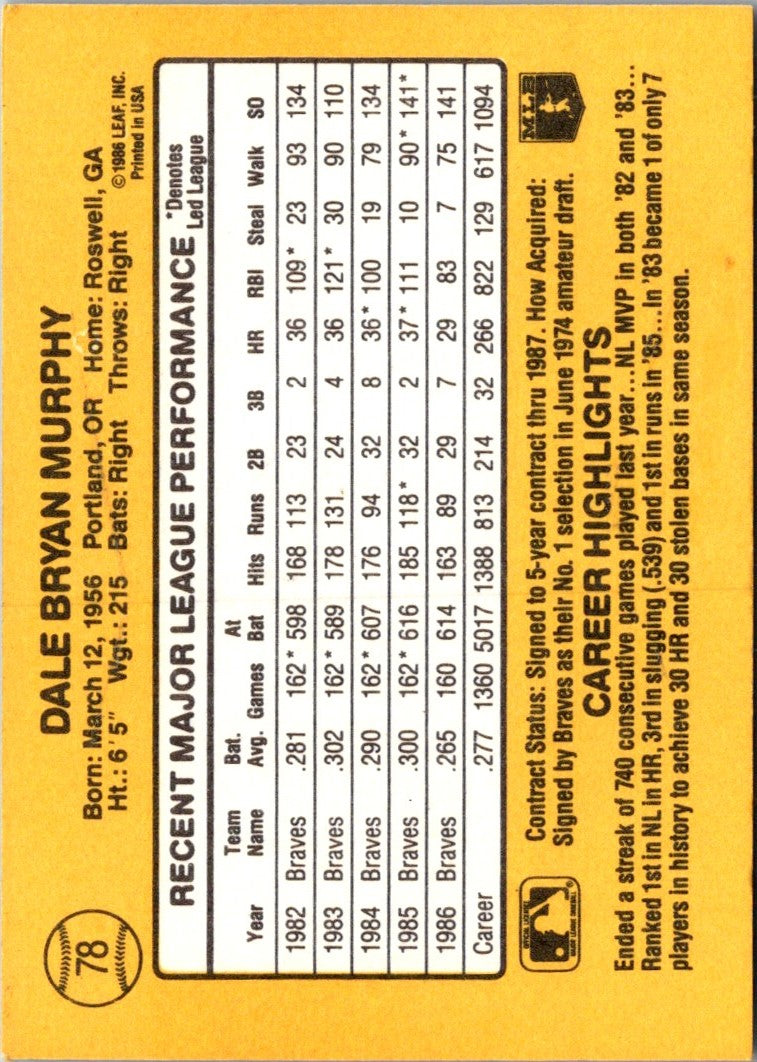 78
DALE BRYAN MURPHY
Born: March 12, 1956 Portland, OR Home: Roswell, GA
Ht.: 6'5" Wgt.: 215 Bats: Right Throws: Right
©1986 LEAF, INC.
Printed in USA
RECENT MAJOR LEAGUE PERFORMANCE *Denotes Led League
Year Team Name Bat. Avg. Games At Bat Hits Runs 2B 3B HR RBI Steal Walk SO
1982 Braves .281 162* 598 168 113 23 2 36 109* 23 93 134
1983 Braves .302 162* 589 178 131 24 4 36 121* 30 90 110
1984 Braves .290 162* 607 176 94 32 8 36* 100 19 79 134
1985 Braves .300 162* 616 185 118* 32 2 37* 111 10 90* 141*
1986 Braves .265 160 614 163 89 29 7 29 83 7 75 141
Career .277 1360 5017 1388 813 214 32 266 822 129 617 1094
Contract Status: Signed to 5-year contract thru 1987. How Acquired:
Signed by Braves as their No. 1 selection in June 1974 amateur draft.
MLB
CAREER HIGHLIGHTS
Ended a streak of 740 consecutive games played last year...NL MVP in both '82 and '83...
Ranked 1st in NL in HR, 3rd in slugging (.539) and 1st in runs in '85...In '83 became 1 of only 7
players in history to achieve 30 HR and 30 stolen bases in same season.